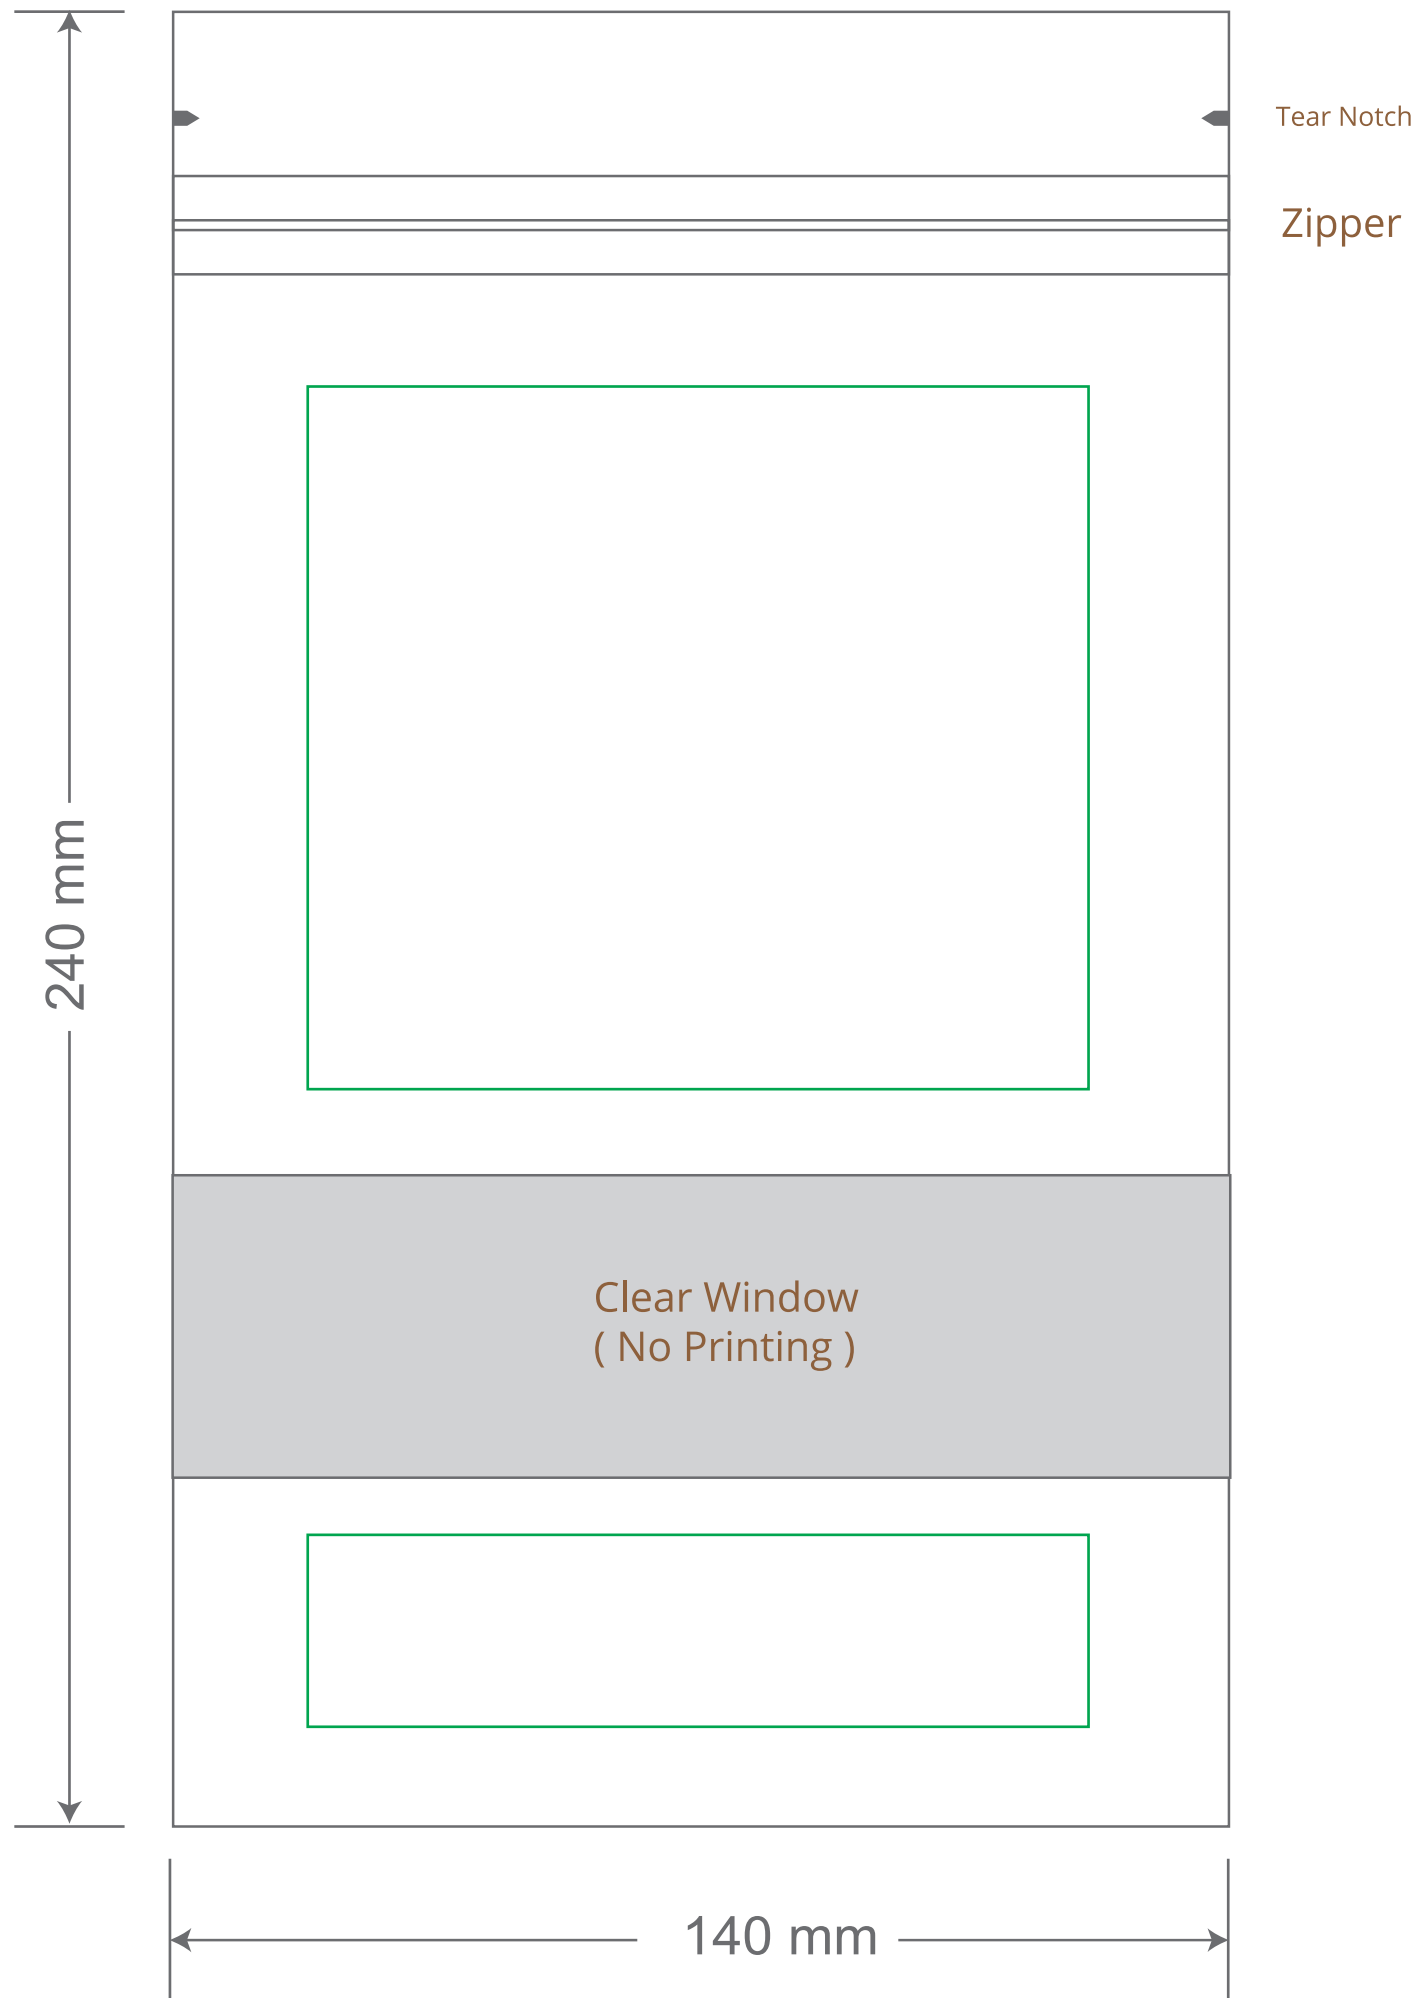 Tear Notch
Zipper
240 mm
Clear Window
( No Printing )
140 mm